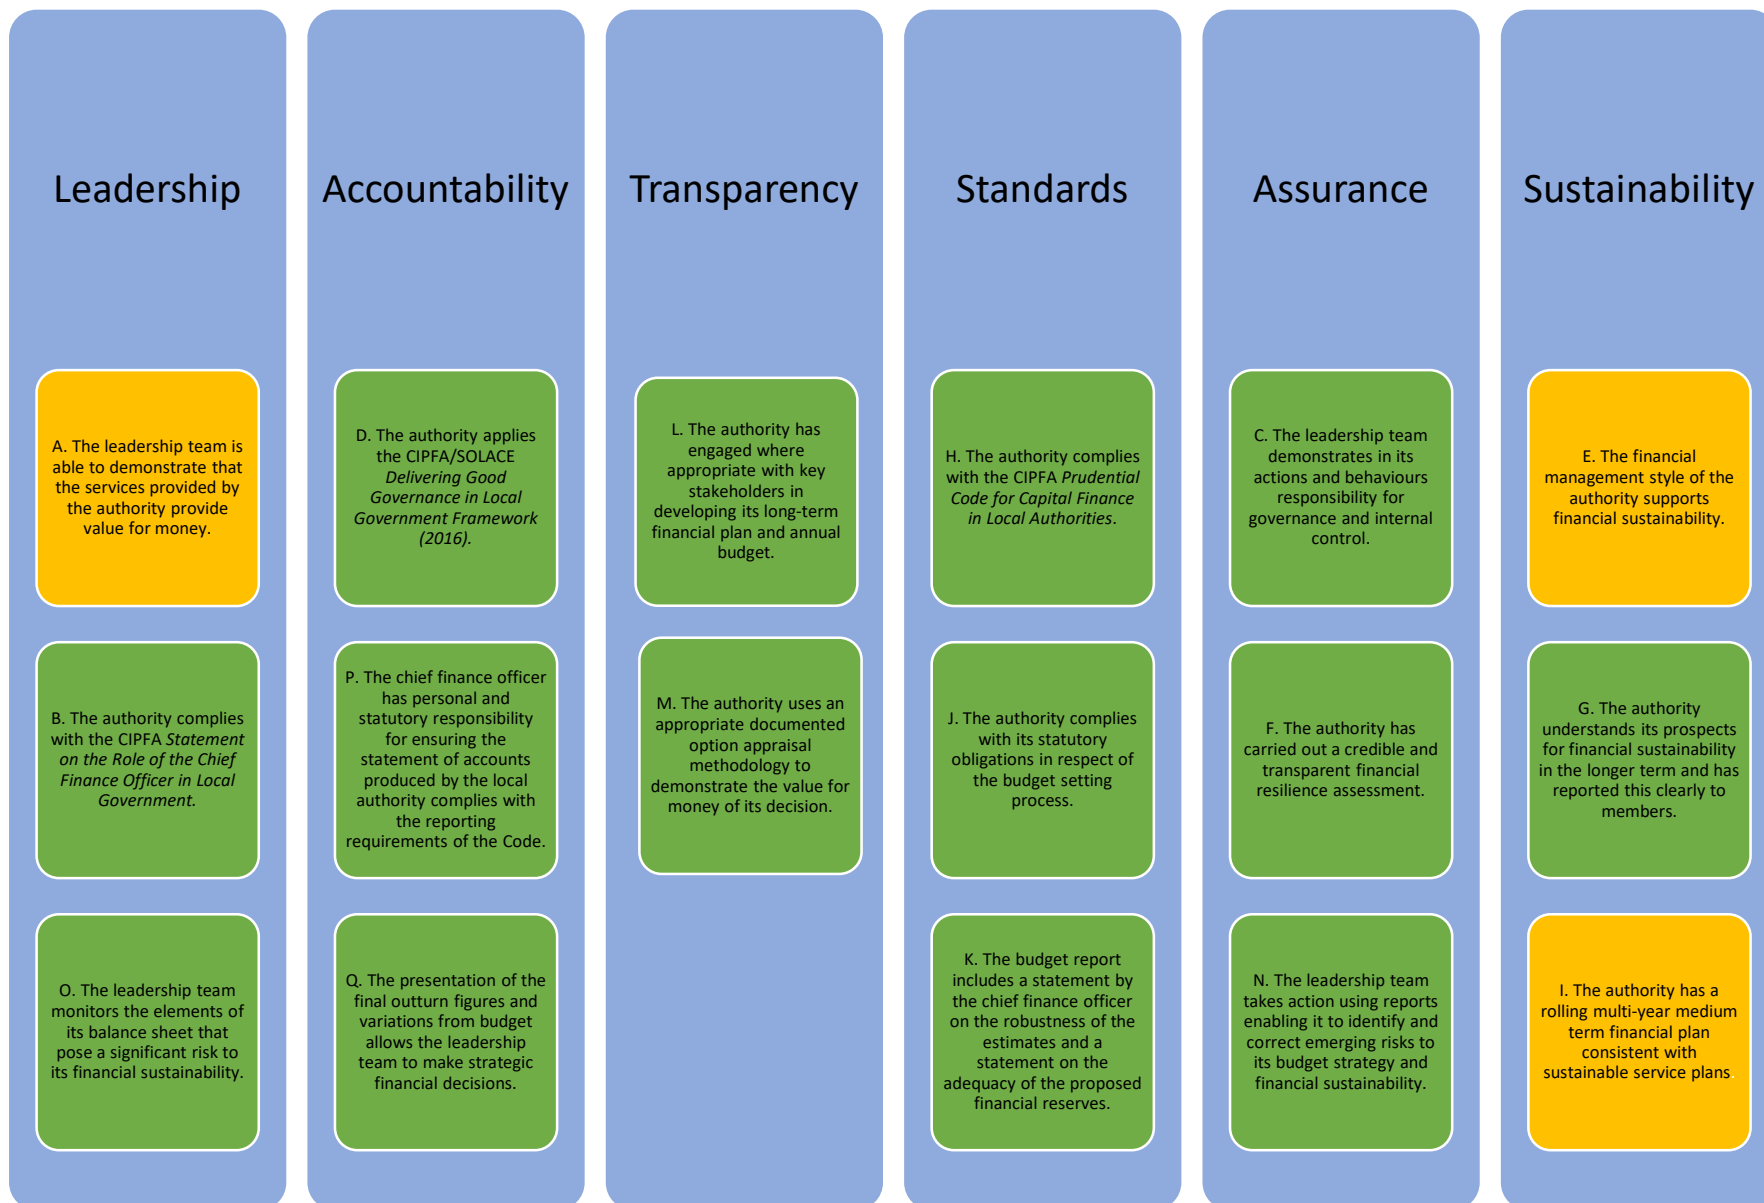 Leadership
A. The leadership team is
able to demonstrate that
the services provided by
the authority provide
value for money.
B. The authority complies
with the CIPFA Statement
on the Role of the Chief
Finance Officer in Local
Government.
O. The leadership team
monitors the elements of
its balance sheet that
pose a significant risk to
its financial sustainability.
Accountability
D. The authority applies
the CIPFA/SOLACE
Delivering Good
Governance in Local
Government Framework
(2016).
P. The chief finance officer
has personal and
statutory responsibility
for ensuring the
statement of accounts
produced by the local
authority complies with
the reporting
requirements of the Code.
Q. The presentation of the
final outturn figures and
variations from budget
allows the leadership
team to make strategic
financial decisions.
Transparency
L. The authority has
engaged where
appropriate with key
stakeholders in
developing its long-term
financial plan and annual
budget.
M. The authority uses an
appropriate documented
option appraisal
methodology to
demonstrate the value for
money of its decision.
Standards
H. The authority complies
with the CIPFA Prudential
Code for Capital Finance
in Local Authorities.
J. The authority complies
with its statutory
obligations in respect of
the budget setting
process.
K. The budget report
includes a statement by
the chief finance officer
on the robustness of the
estimates and a
statement on the
adequacy of the proposed
financial reserves.
Assurance
C. The leadership team
demonstrates in its
actions and behaviours
responsibility for
governance and internal
control.
F. The authority has
carried out a credible and
transparent financial
resilience assessment.
N. The leadership team
takes action using reports
enabling it to identify and
correct emerging risks to
its budget strategy and
financial sustainability.
Sustainability
E. The financial
management style of the
authority supports
financial sustainability.
G. The authority
understands its prospects
for financial sustainability
in the longer term and has
reported this clearly to
members.
I. The authority has a
rolling multi-year medium
term financial plan
consistent with
sustainable service plans.